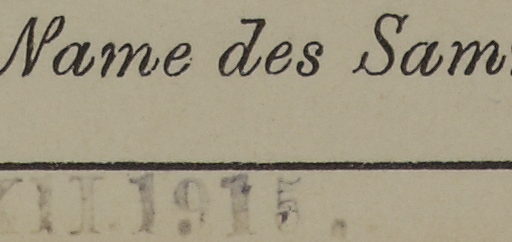 Name des Sam
XII.1915.